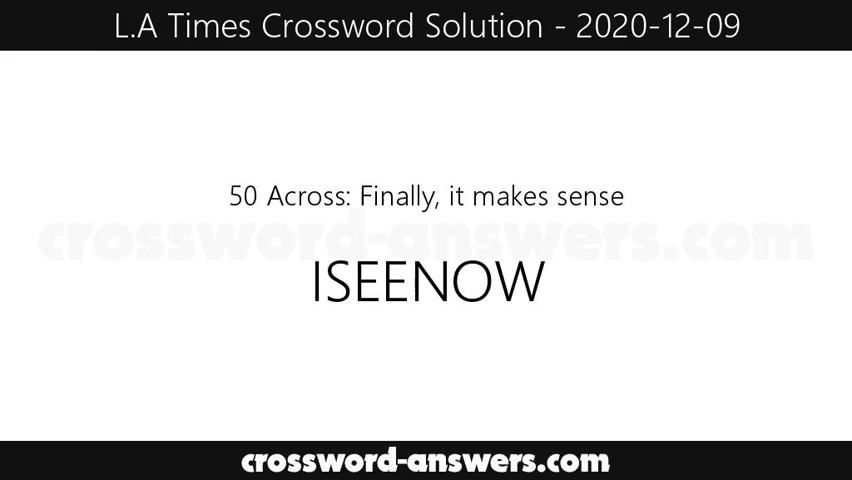 L.A Times Crossword Solution - 2020-12-09
50 Across: Finally, it makes sense
crossword-answers.com
ISEENOW
crossword-answers.com